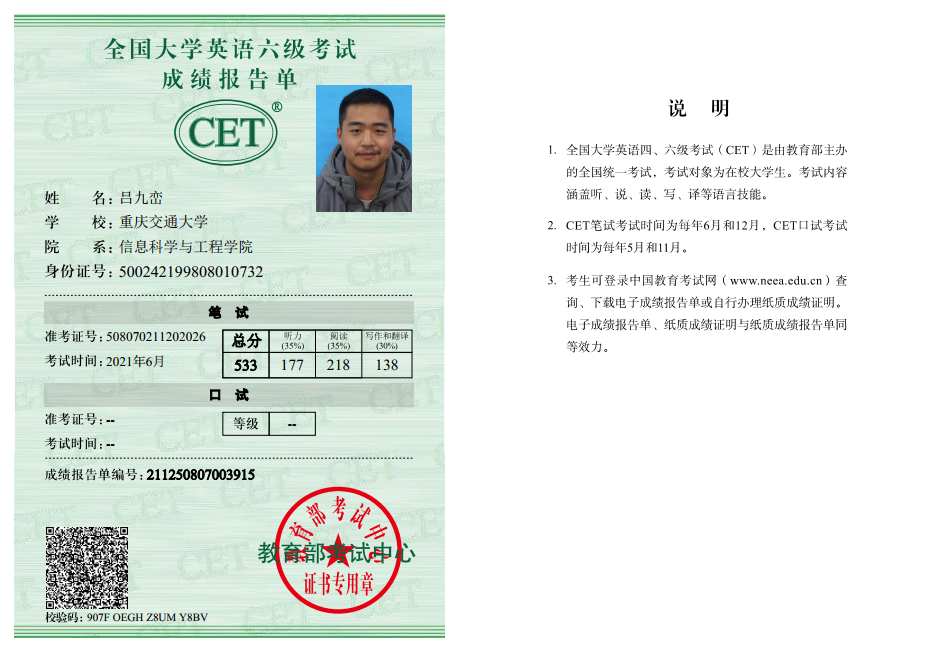 全国大学英语六级考试
成绩报告单
CET®
姓 名：吕九峦
学 校：重庆交通大学
院 系：信息科学与工程学院
身份证号：500242199808010732
笔 试
准考证号：508070211202026
考试时间：2021年6月
总分 听力(35%) 阅读(35%) 写作和翻译(30%)
533 177 218 138
口 试
准考证号：--
等级 --
考试时间：--
成绩报告单编号：211250807003915
教育部考试中心
教育部考试中心
证书专用章
校验码：907F OEGH Z8UM Y8BV
说 明
1. 全国大学英语四、六级考试（CET）是由教育部主办
的全国统一考试，考试对象为在校大学生。考试内容
涵盖听、说、读、写、译等语言技能。
2. CET笔试考试时间为每年6月和12月，CET口试考试
时间为每年5月和11月。
3. 考生可登录中国教育考试网（www.neea.edu.cn）查
询、下载电子成绩报告单或自行办理纸质成绩证明。
电子成绩报告单、纸质成绩证明与纸质成绩报告单同
等效力。